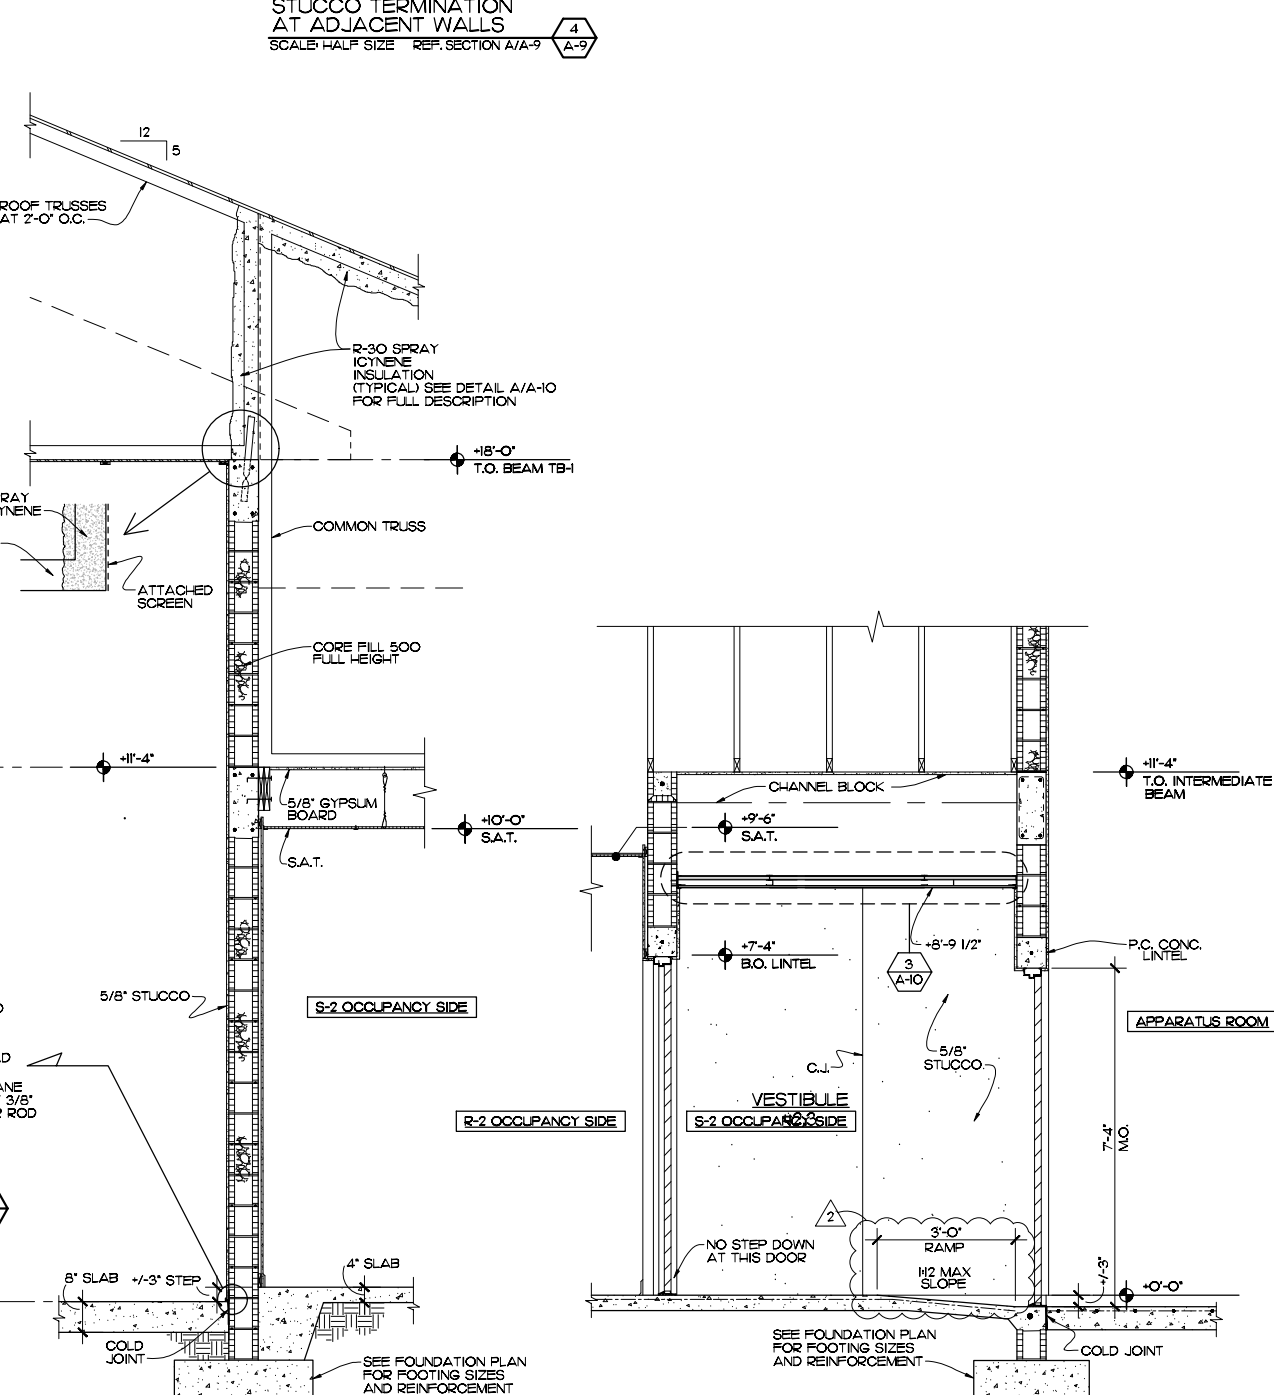 STUCCO TERMINATION
AT ADJACENT WALLS
SCALE: HALF SIZE REF. SECTION A/A-9
4
A-9
12
5
ROOF TRUSSES
AT 2'-0" O.C.
R-30 SPRAY
ICYNENE
INSULATION
(TYPICAL) SEE DETAIL A/A-10
FOR FULL DESCRIPTION
+18'-0"
T.O. BEAM TB-1
COMMON TRUSS
ATTACHED
SCREEN
CORE FILL 500
FULL HEIGHT
+11'-4"
5/8" GYPSUM
BOARD
+10'-0"
S.A.T.
S.A.T.
5/8" STUCCO
S-2 OCCUPANCY SIDE
3/8"
ROD
8" SLAB
+/-3" STEP
4" SLAB
COLD
JOINT
SEE FOUNDATION PLAN
FOR FOOTING SIZES
AND REINFORCEMENT
CHANNEL BLOCK
+11'-4"
T.O. INTERMEDIATE
BEAM
+9'-6"
S.A.T.
+8'-9 1/2"
+7'-4"
B.O. LINTEL
3
A-10
P.C. CONC.
LINTEL
APPARATUS ROOM
5/8"
STUCCO
C.J.
VESTIBULE
R-2 OCCUPANCY SIDE
S-2 OCCUPANCY SIDE
7'-4"
M.O.
2
3'-0"
RAMP
1:12 MAX
SLOPE
NO STEP DOWN
AT THIS DOOR
+/-3"
+0'-0"
SEE FOUNDATION PLAN
FOR FOOTING SIZES
AND REINFORCEMENT
COLD JOINT